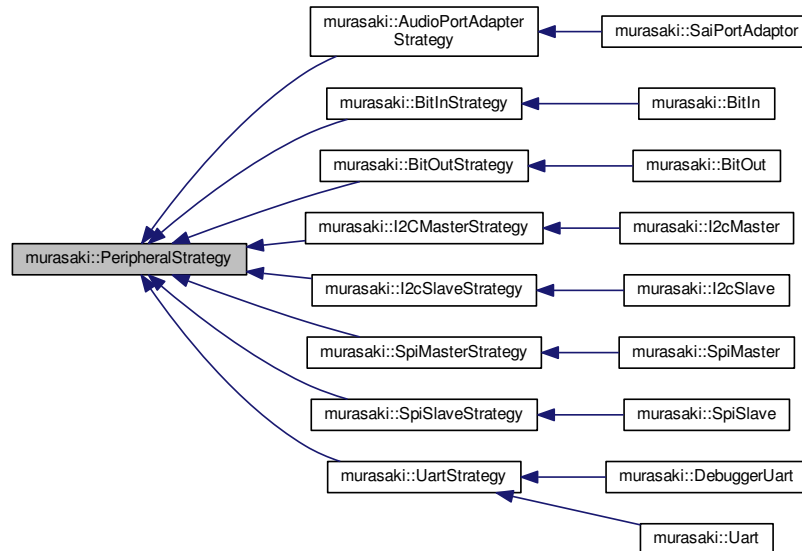 murasaki::AudioPortAdapter
Strategy
murasaki::SaiPortAdaptor
murasaki::BitInStrategy
murasaki::BitIn
murasaki::BitOutStrategy
murasaki::BitOut
murasaki::I2CMasterStrategy
murasaki::I2cMaster
murasaki::PeripheralStrategy
murasaki::I2cSlaveStrategy
murasaki::I2cSlave
murasaki::SpiMasterStrategy
murasaki::SpiMaster
murasaki::SpiSlaveStrategy
murasaki::SpiSlave
murasaki::UartStrategy
murasaki::DebuggerUart
murasaki::Uart